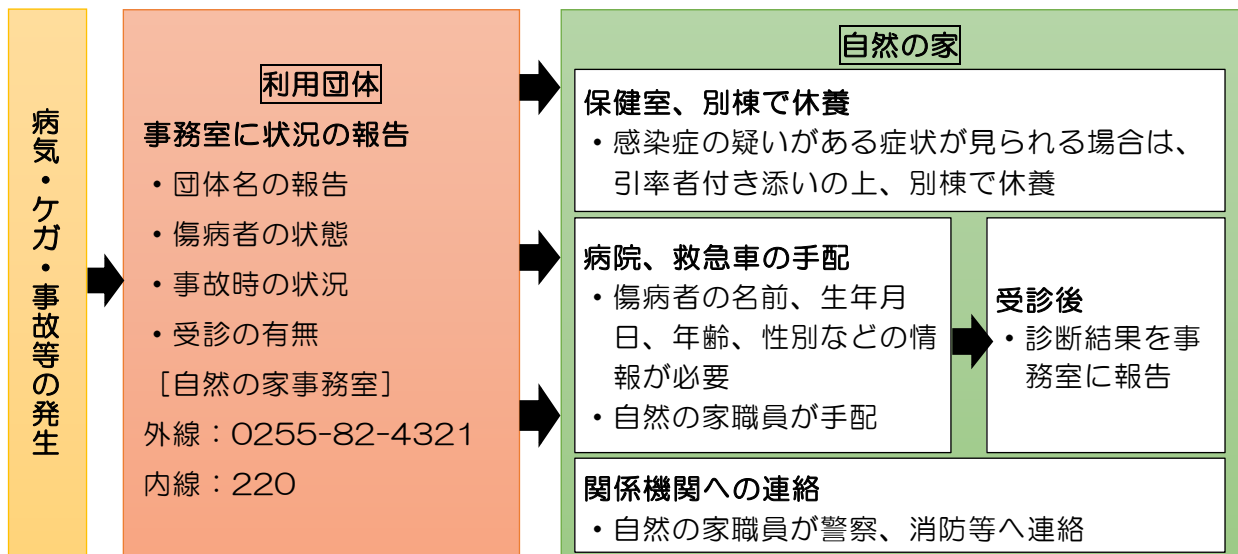 病気・ケガ・事故等の発生
利用団体
事務室に状況の報告
・団体名の報告
・傷病者の状態
・事故時の状況
・受診の有無
［自然の家事務室］
外線：0255-82-4321
内線：220
自然の家
保健室、別棟で休養
・感染症の疑いがある症状が見られる場合は、
引率者付き添いの上、別棟で休養
病院、救急車の手配
・傷病者の名前、生年月
日、年齢、性別などの情
報が必要
・自然の家職員が手配
受診後
・診断結果を事
務室に報告
関係機関への連絡
・自然の家職員が警察、消防等へ連絡